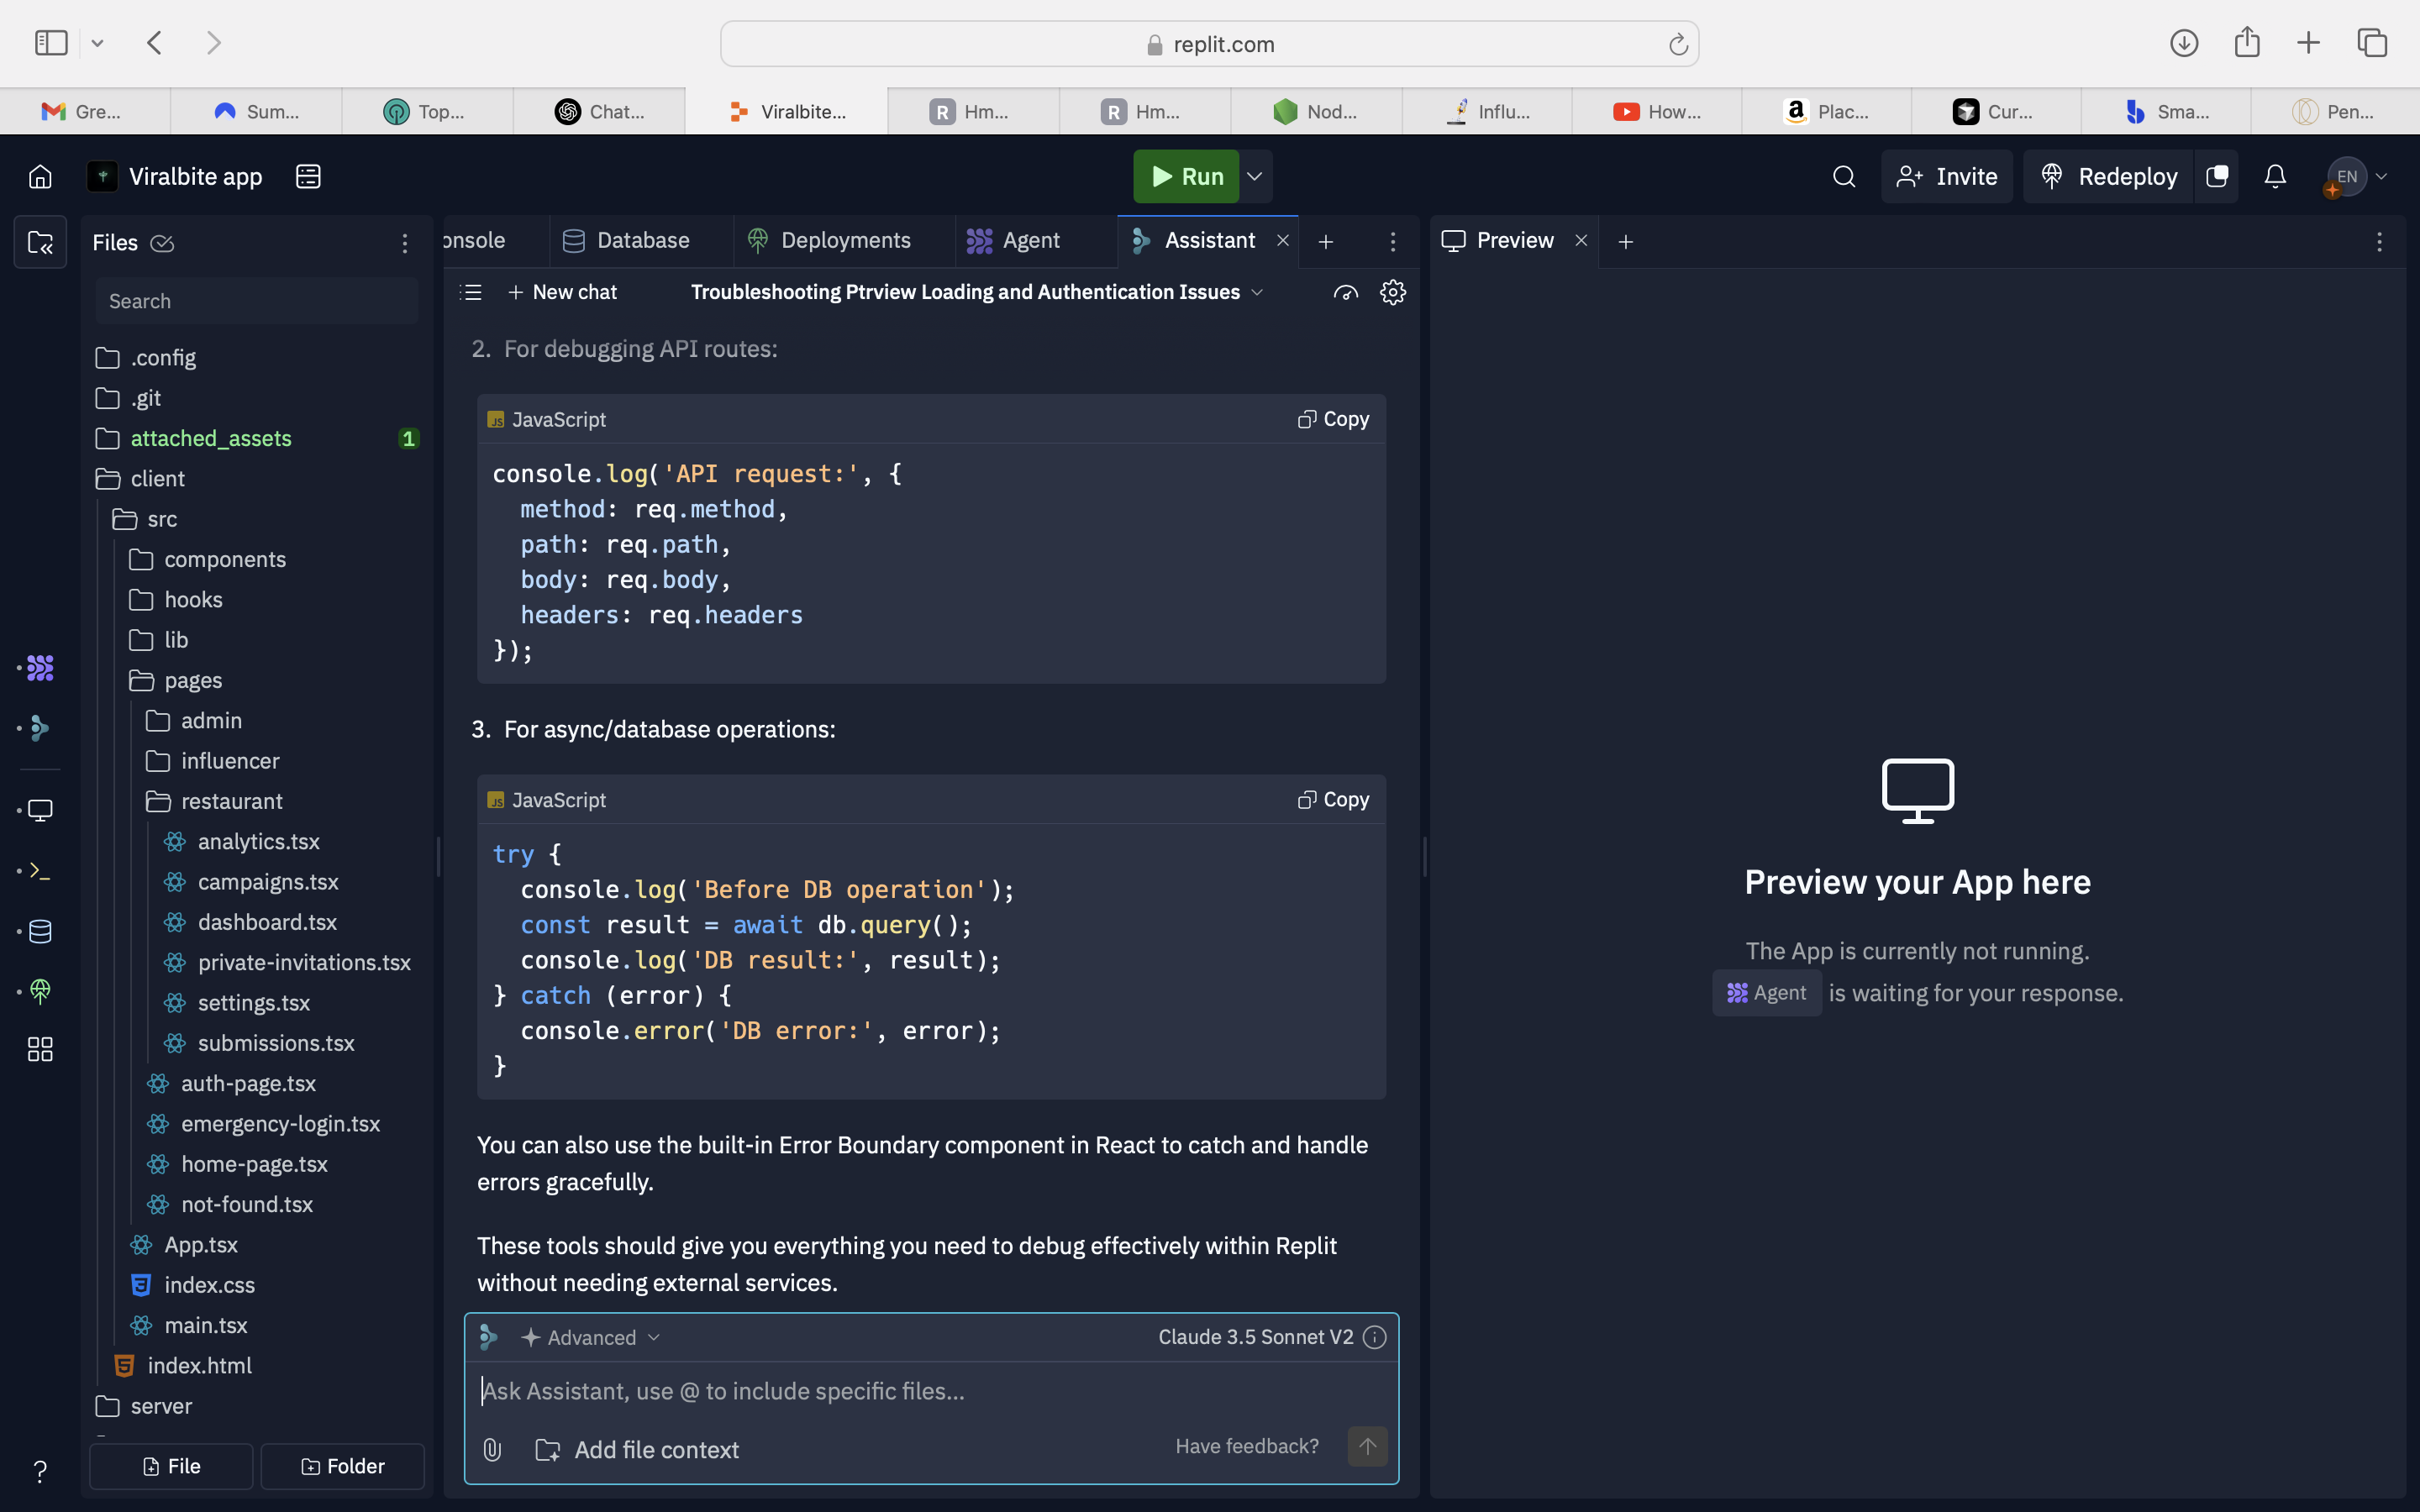 replit.com
Gre...
Sum...
Top...
Chat...
Viralbite...
R Hm...
R Hm...
Nod...
Influ...
How...
a Plac...
Cur...
Sma...
Pen...
Viralbite app
Run
Invite
Redeploy
EN
Files
Search
.config
.git
attached_assets 1
client
src
components
hooks
lib
pages
admin
influencer
restaurant
analytics.tsx
campaigns.tsx
dashboard.tsx
private-invitations.tsx
settings.tsx
submissions.tsx
auth-page.tsx
emergency-login.tsx
home-page.tsx
not-found.tsx
App.tsx
index.css
main.tsx
index.html
server
File
Folder
?
onsole
Database
Deployments
Agent
Assistant
New chat
Troubleshooting Ptrview Loading and Authentication Issues
2. For debugging API routes:
JS JavaScript
Copy
console.log('API request:', {
method: req.method,
path: req.path,
body: req.body,
headers: req.headers
});
3. For async/database operations:
JS JavaScript
Copy
try {
console.log('Before DB operation');
const result = await db.query();
console.log('DB result:', result);
} catch (error) {
console.error('DB error:', error);
}
You can also use the built-in Error Boundary component in React to catch and handle
errors gracefully.
These tools should give you everything you need to debug effectively within Replit
without needing external services.
Advanced
Claude 3.5 Sonnet V2
Ask Assistant, use @ to include specific files...
Add file context
Have feedback?
Preview
Preview your App here
The App is currently not running.
Agent is waiting for your response.